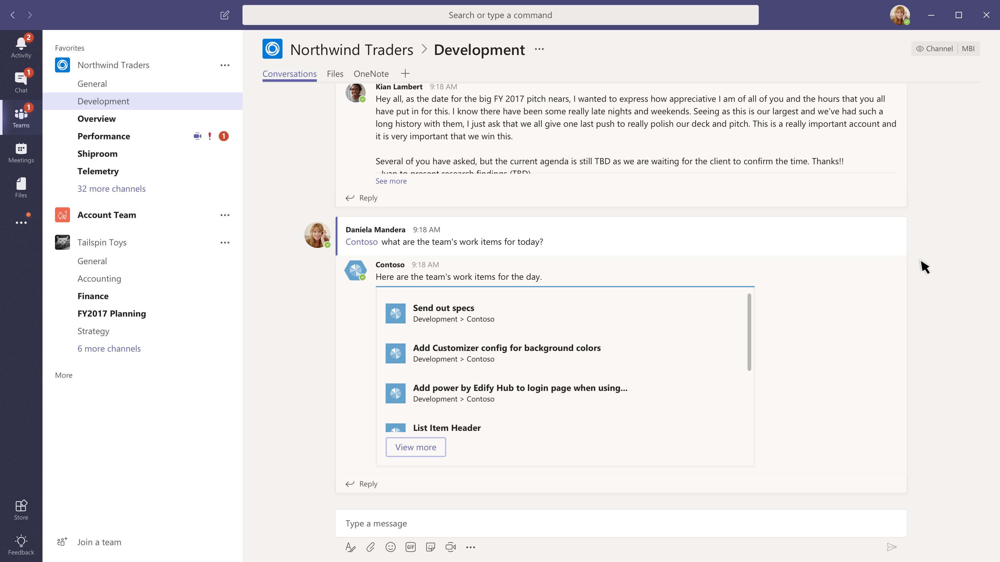 Search or type a command
2
Activity
1
Chat
1
Teams
Meetings
Files
Store
Feedback
Favorites
Northwind Traders
General
Development
Overview
Performance
! 1
Shiproom
Telemetry
32 more channels
Account Team
Tailspin Toys
General
Accounting
Finance
FY2017 Planning
Strategy
6 more channels
More
Join a team
Northwind Traders > Development
Channel | MBI
Conversations Files OneNote
Kian Lambert 9:18 AM
Hey all, as the date for the big FY 2017 pitch nears, I wanted to express how appreciative I am of all of you and the hours that you all
have put in for this. I know there have been some really late nights and weekends. Seeing as this is our largest and we’ve had such a
long history with them, I just ask that we all give one last push to really polish our deck and pitch. This is a really important account and
it is very important that we win this.
Several of you have asked, but the current agenda is still TBD as we are waiting for the client to confirm the time. Thanks!!
Ivan to present research findings (TBD)
See more
Reply
Daniela Mandera 9:18 AM
Contoso what are the team's work items for today?
Contoso 9:18 AM
Here are the team's work items for the day.
Send out specs
Development > Contoso
Add Customizer config for background colors
Development > Contoso
Add power by Edify Hub to login page when using...
Development > Contoso
List Item Header
View more
Reply
Type a message
GIF